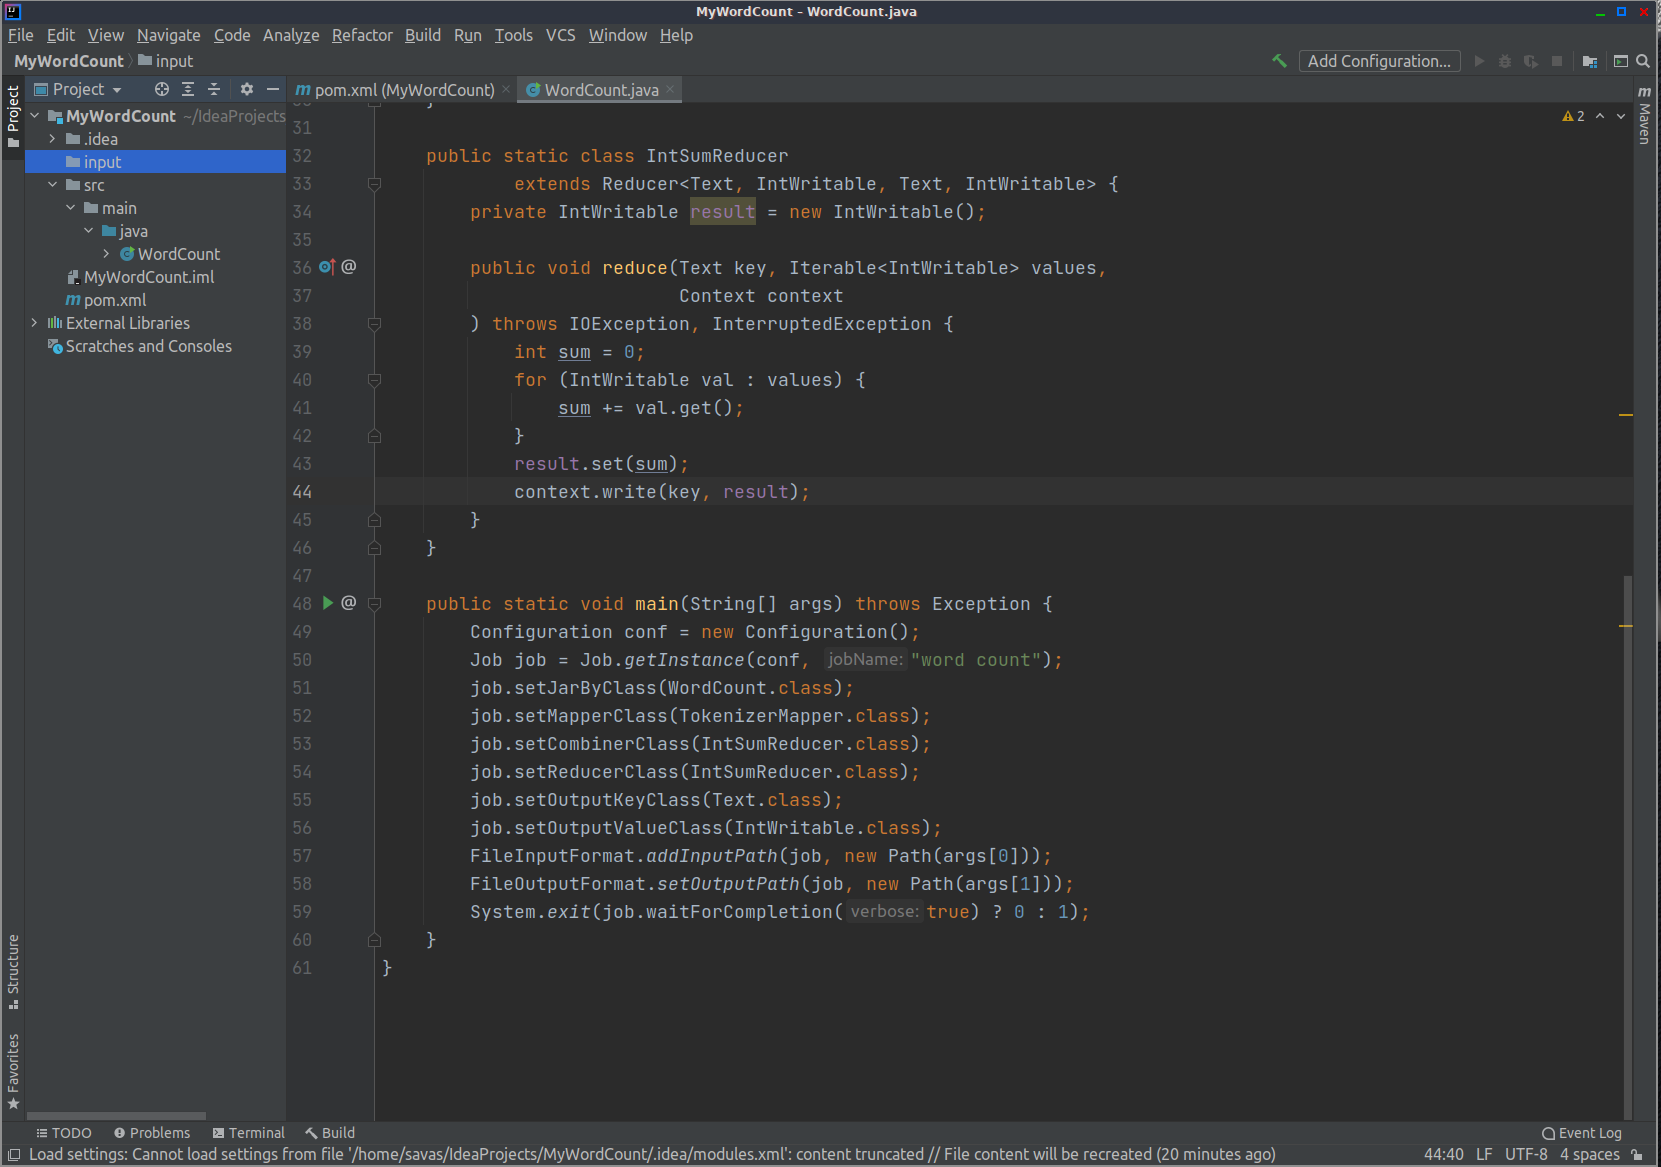 MyWordCount - WordCount.java
File Edit View Navigate Code Analyze Refactor Build Run Tools VCS Window Help
MyWordCount input Add Configuration...
Project
pom.xml (MyWordCount) WordCount.java
Project
Maven
MyWordCount ~/IdeaProjects
.idea
input
src
main
java
WordCount
MyWordCount.iml
pom.xml
External Libraries
Scratches and Consoles
2
31
32 public static class IntSumReducer
33 extends Reducer<Text, IntWritable, Text, IntWritable> {
34 private IntWritable result = new IntWritable();
35
36 @ public void reduce(Text key, Iterable<IntWritable> values,
37 Context context
38 ) throws IOException, InterruptedException {
39 int sum = 0;
40 for (IntWritable val : values) {
41 sum += val.get();
42 }
43 result.set(sum);
44 context.write(key, result);
45 }
46 }
47
48 @ public static void main(String[] args) throws Exception {
49 Configuration conf = new Configuration();
50 Job job = Job.getInstance(conf, jobName: "word count");
51 job.setJarByClass(WordCount.class);
52 job.setMapperClass(TokenizerMapper.class);
53 job.setCombinerClass(IntSumReducer.class);
54 job.setReducerClass(IntSumReducer.class);
55 job.setOutputKeyClass(Text.class);
56 job.setOutputValueClass(IntWritable.class);
57 FileInputFormat.addInputPath(job, new Path(args[0]));
58 FileOutputFormat.setOutputPath(job, new Path(args[1]));
59 System.exit(job.waitForCompletion( verbose: true) ? 0 : 1);
60 }
61 }
Structure
Favorites
TODO Problems Terminal Build Event Log
Load settings: Cannot load settings from file '/home/savas/IdeaProjects/MyWordCount/.idea/modules.xml': content truncated // File content will be recreated (20 minutes ago) 44:40 LF UTF-8 4 spaces